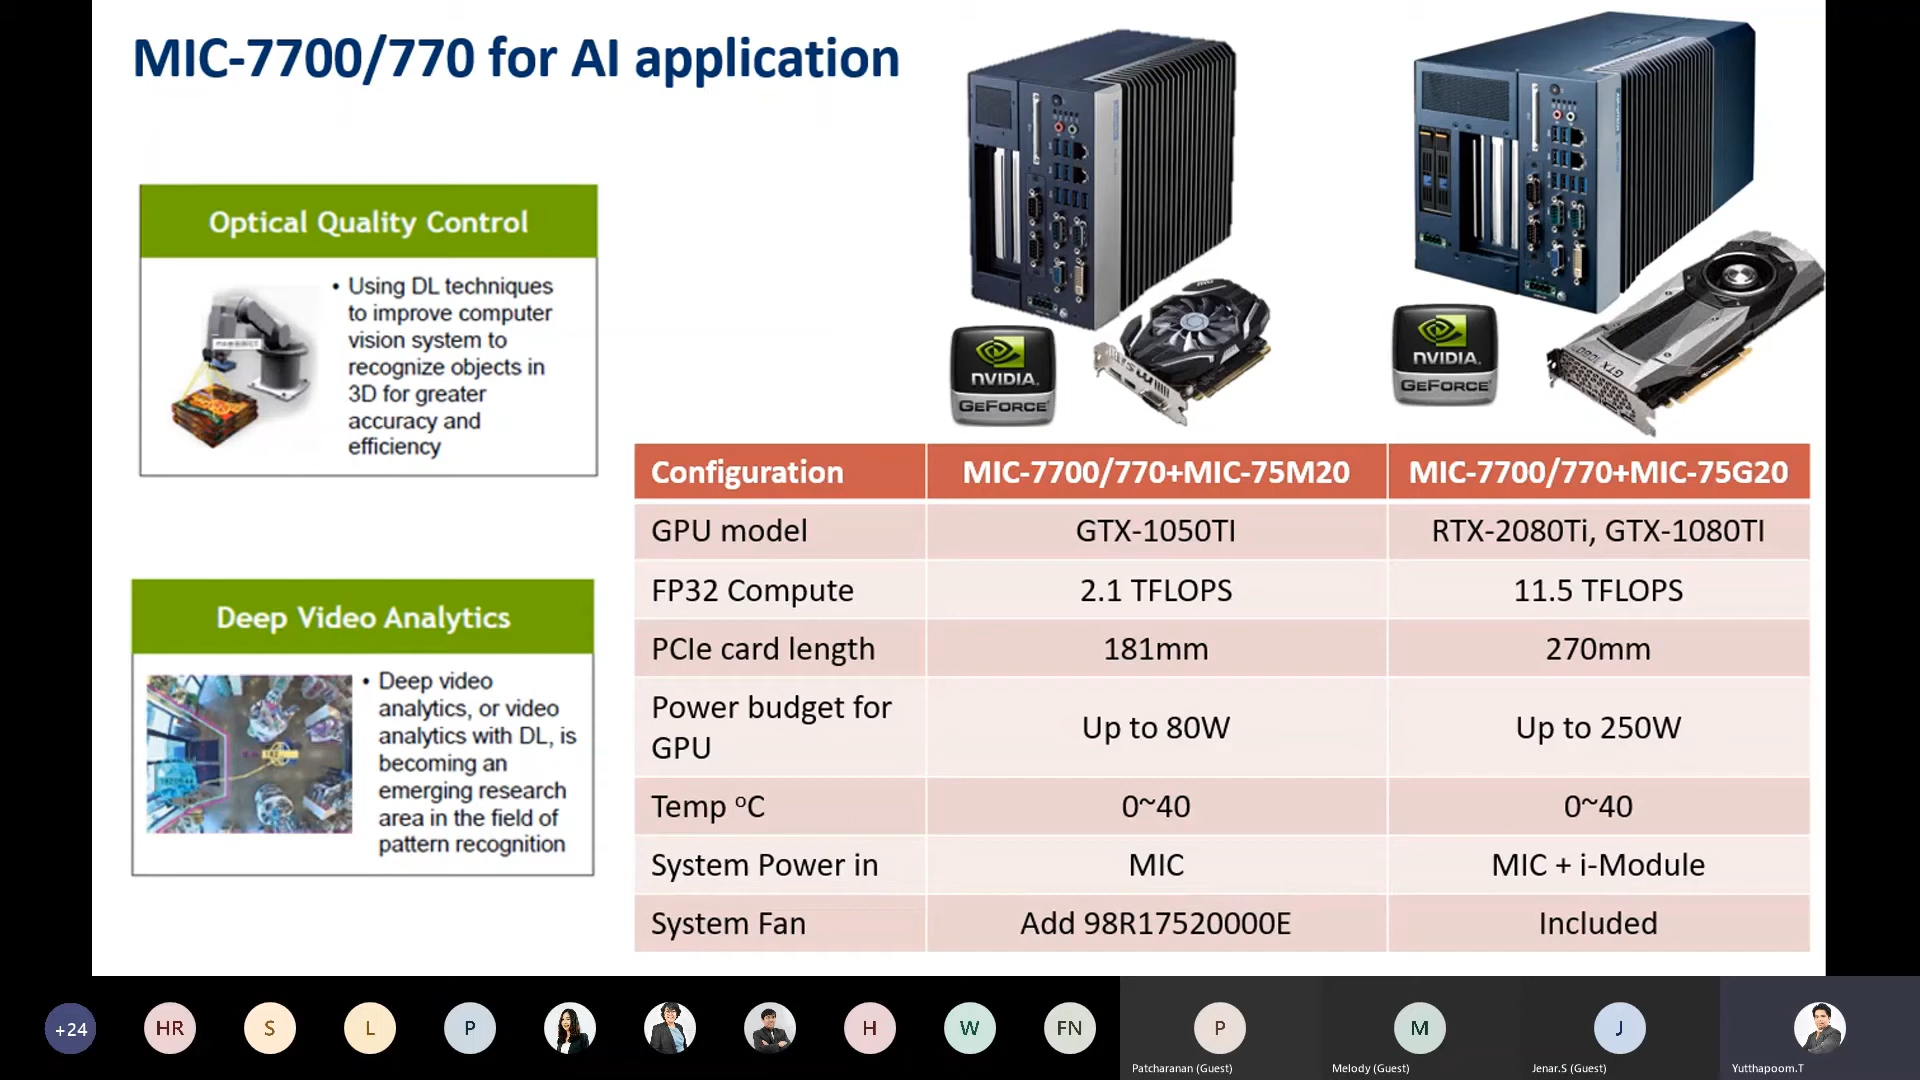 MIC-7700/770 for AI application
Optical Quality Control
• Using DL techniques
to improve computer
vision system to
recognize objects in
3D for greater
accuracy and
efficiency
Deep Video Analytics
• Deep video
analytics, or video
analytics with DL, is
becoming an
emerging research
area in the field of
pattern recognition
NVIDIA
GEFORCE
NVIDIA
GEFORCE
GTX 1080
Configuration MIC-7700/770+MIC-75M20 MIC-7700/770+MIC-75G20
GPU model GTX-1050TI RTX-2080Ti, GTX-1080TI
FP32 Compute 2.1 TFLOPS 11.5 TFLOPS
PCIe card length 181mm 270mm
Power budget for
GPU Up to 80W Up to 250W
Temp °C 0~40 0~40
System Power in MIC MIC + i-Module
System Fan Add 98R17520000E Included
+24 HR S L P H W FN P M J
Patcharanan (Guest) Melody (Guest) Jenar.S (Guest) Yutthapoom.T